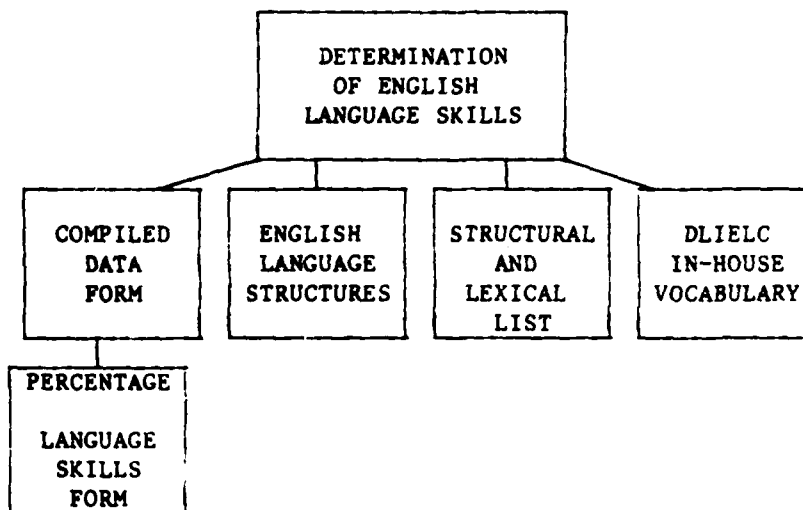 DETERMINATION
OF ENGLISH
LANGUAGE SKILLS
COMPILED
DATA
FORM
ENGLISH
LANGUAGE
STRUCTURES
STRUCTURAL
AND
LEXICAL
LIST
DLIELC
IN-HOUSE
VOCABULARY
PERCENTAGE
LANGUAGE
SKILLS
FORM